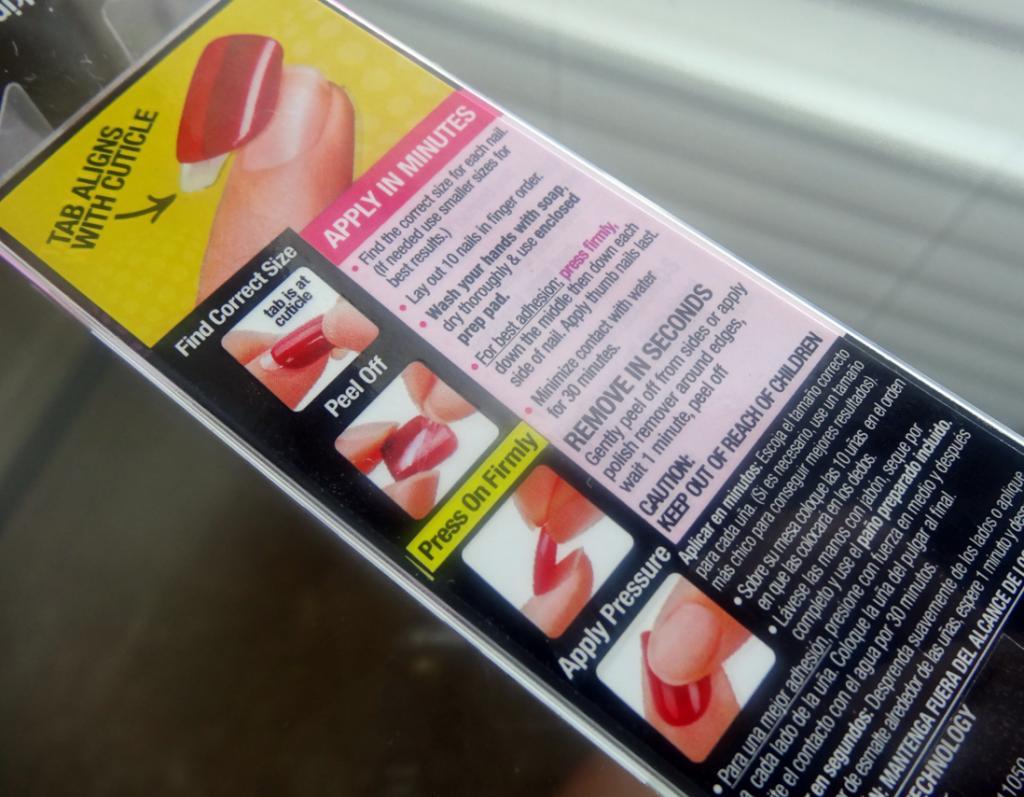 TAB ALIGNS
WITH CUTICLE
Find Correct Size
tab is at
cuticle
Peel Off
Press On Firmly
Apply Pressure
APPLY IN MINUTES
• Find the correct size for each nail.
(If needed use smaller sizes for
best results.)
• Lay out 10 nails in finger order.
• Wash your hands with soap,
dry thoroughly & use enclosed
prep pad.
• For best adhesion; press firmly,
down the middle then down each
side of nail. Apply thumb nails last.
• Minimize contact with water
for 30 minutes.
REMOVE IN SECONDS
Gently peel off from sides or apply
polish remover around edges,
wait 1 minute, peel off
CAUTION:
KEEP OUT OF REACH OF CHILDREN
Aplicar en minutos: Escoja el tamaño correcto
para cada uña. (Si es necesario, use un tamaño
más chico para conseguir mejores resultados).
• Sobre su mesa coloque las 10 uñas en el orden
en que las colocará en los dedos.
• Lávese las manos con jabón, seque por
completo y use el paño preparado incluido.
• Para una mejor adhesión, presione con fuerza en medio y después
a cada lado de la uña. Coloque la uña del pulgar al final.
ite el contacto con el agua por 30 minutos.
r en segundos: Desprenda suavemente de los lados o aplique
r de esmalte alrededor de las uñas, espere 1 minuto y des
N: MANTENGA FUERA DEL ALCANCE DE LO
ECHNOLOGY